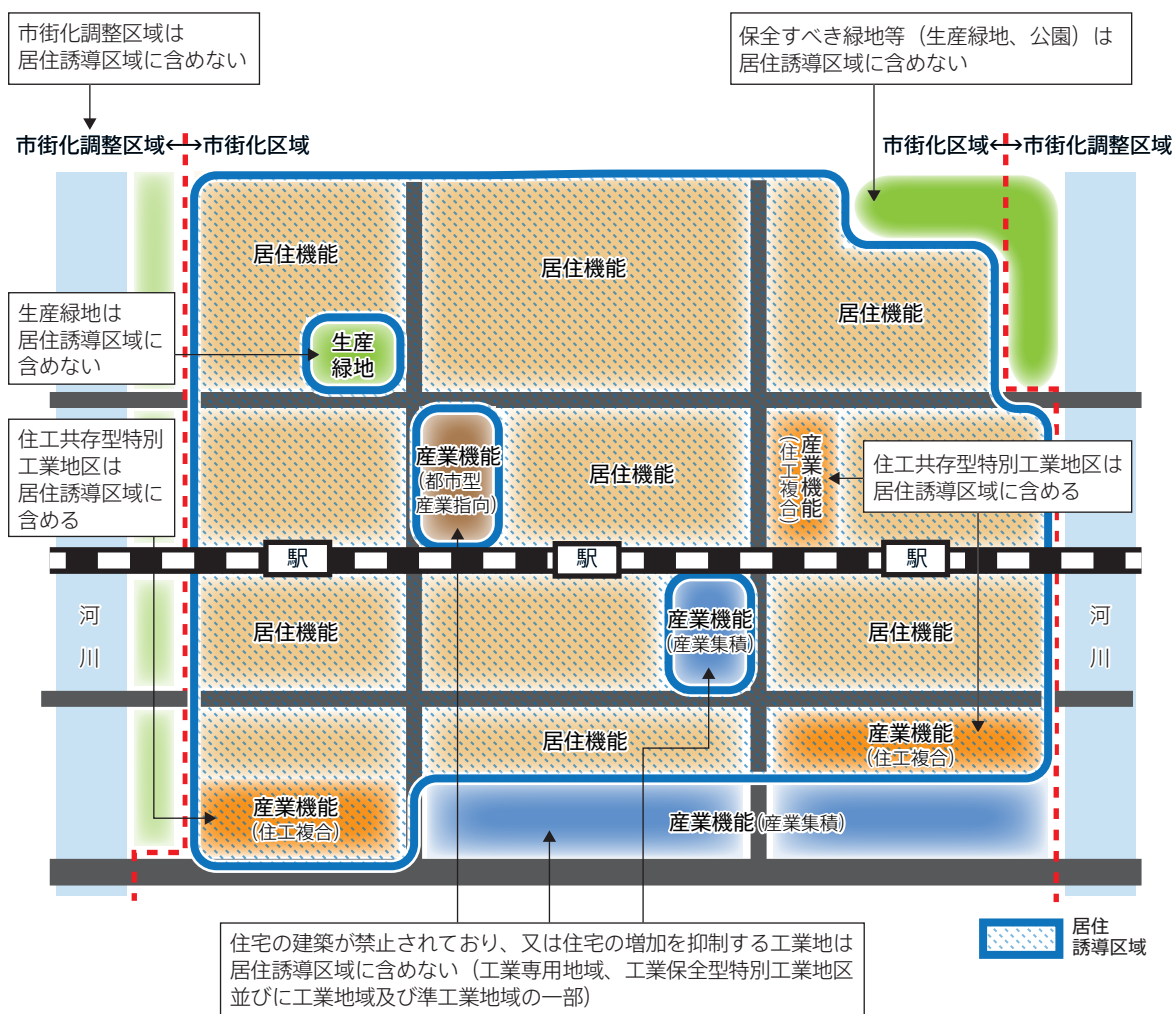 市街化調整区域は
居住誘導区域に含めない
保全すべき緑地等（生産緑地、公園）は
居住誘導区域に含めない
市街化調整区域↔市街化区域
市街化区域↔市街化調整区域
居住機能
居住機能
居住機能
生産緑地は
居住誘導区域に
含めない
生産
緑地
住工共存型特別
工業地区は
居住誘導区域に
含める
産業機能
(都市型
産業指向)
居住機能
産業機能
(住工複合)
住工共存型特別工業地区は
居住誘導区域に含める
駅
駅
駅
河川
居住機能
産業機能
(産業集積)
居住機能
河川
居住機能
産業機能
(住工複合)
産業機能
(住工複合)
産業機能(産業集積)
住宅の建築が禁止されており、又は住宅の増加を抑制する工業地は
居住誘導区域に含めない（工業専用地域、工業保全型特別工業地区
並びに工業地域及び準工業地域の一部）
居住
誘導区域